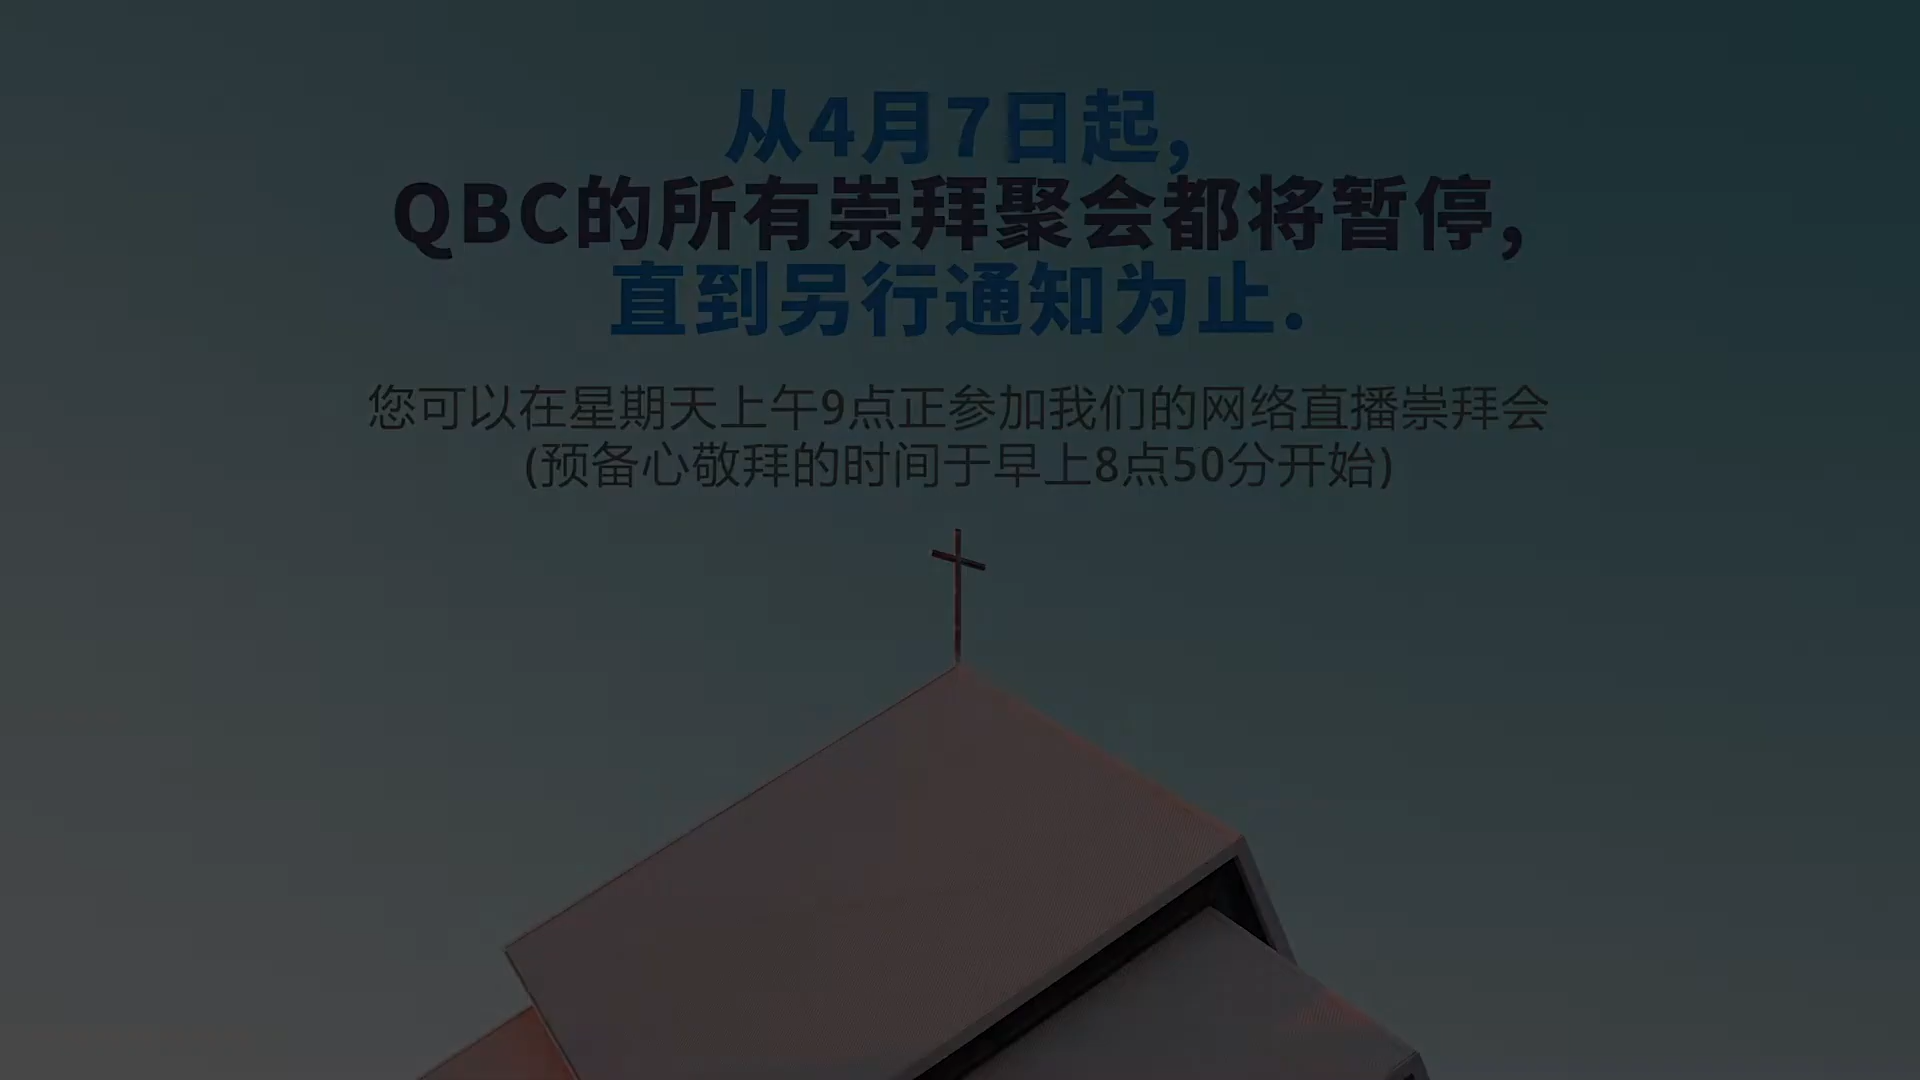 从4月7日起,
QBC的所有崇拜聚会都将暂停,
直到另行通知为止.
您可以在星期天上午9点正参加我们的网络直播崇拜会
(预备心敬拜的时间于早上8点50分开始)